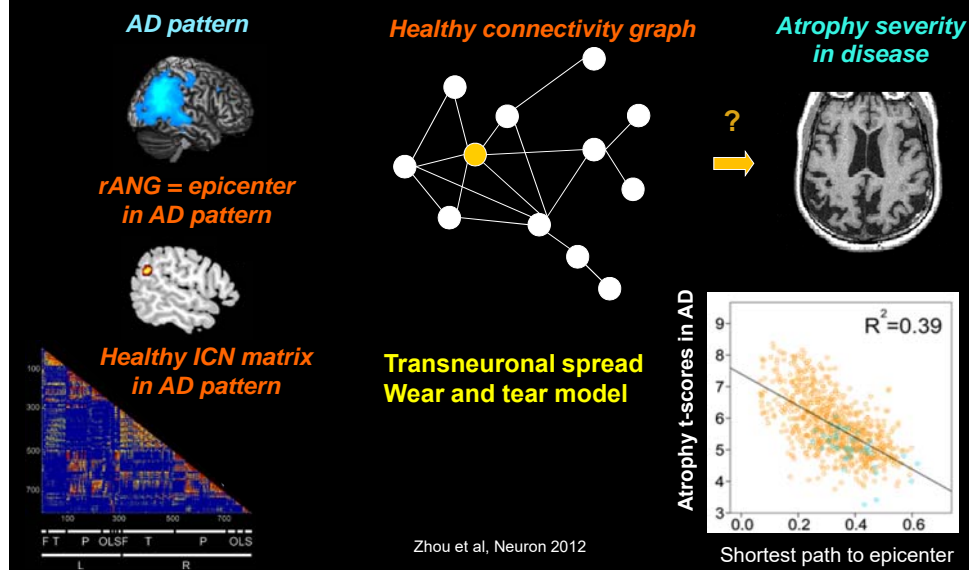 AD pattern
rANG = epicenter
in AD pattern
Healthy ICN matrix
in AD pattern
100
300
500
700
100
300
500
700
F T P OLSF T P OLS
L R
Healthy connectivity graph
Transneuronal spread
Wear and tear model
Zhou et al, Neuron 2012
Atrophy severity
in disease
?
Atrophy t-scores in AD
R²=0.39
9
8
7
6
5
4
3
0.0 0.2 0.4 0.6
Shortest path to epicenter